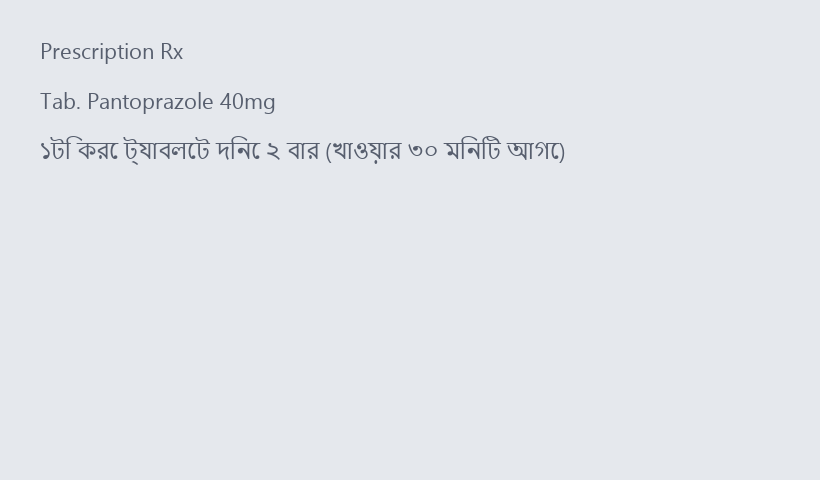 Prescription Rx
Tab. Pantoprazole 40mg
১টি করে ট্যাবলেট দিনে ২ বার (খাওয়ার ৩০ মিনিট আগে)